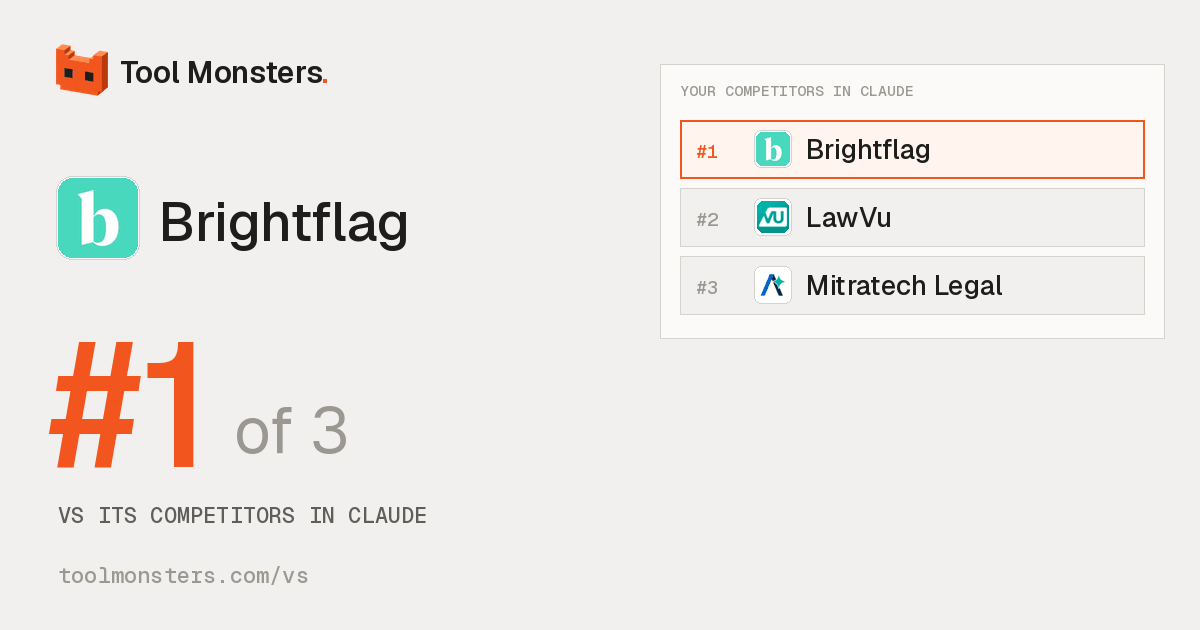 Tool Monsters.
b Brightflag
#1 of 3
VS ITS COMPETITORS IN CLAUDE
toolmonsters.com/vs
YOUR COMPETITORS IN CLAUDE
#1 b Brightflag
#2 VU LawVu
#3 Mitratech Legal